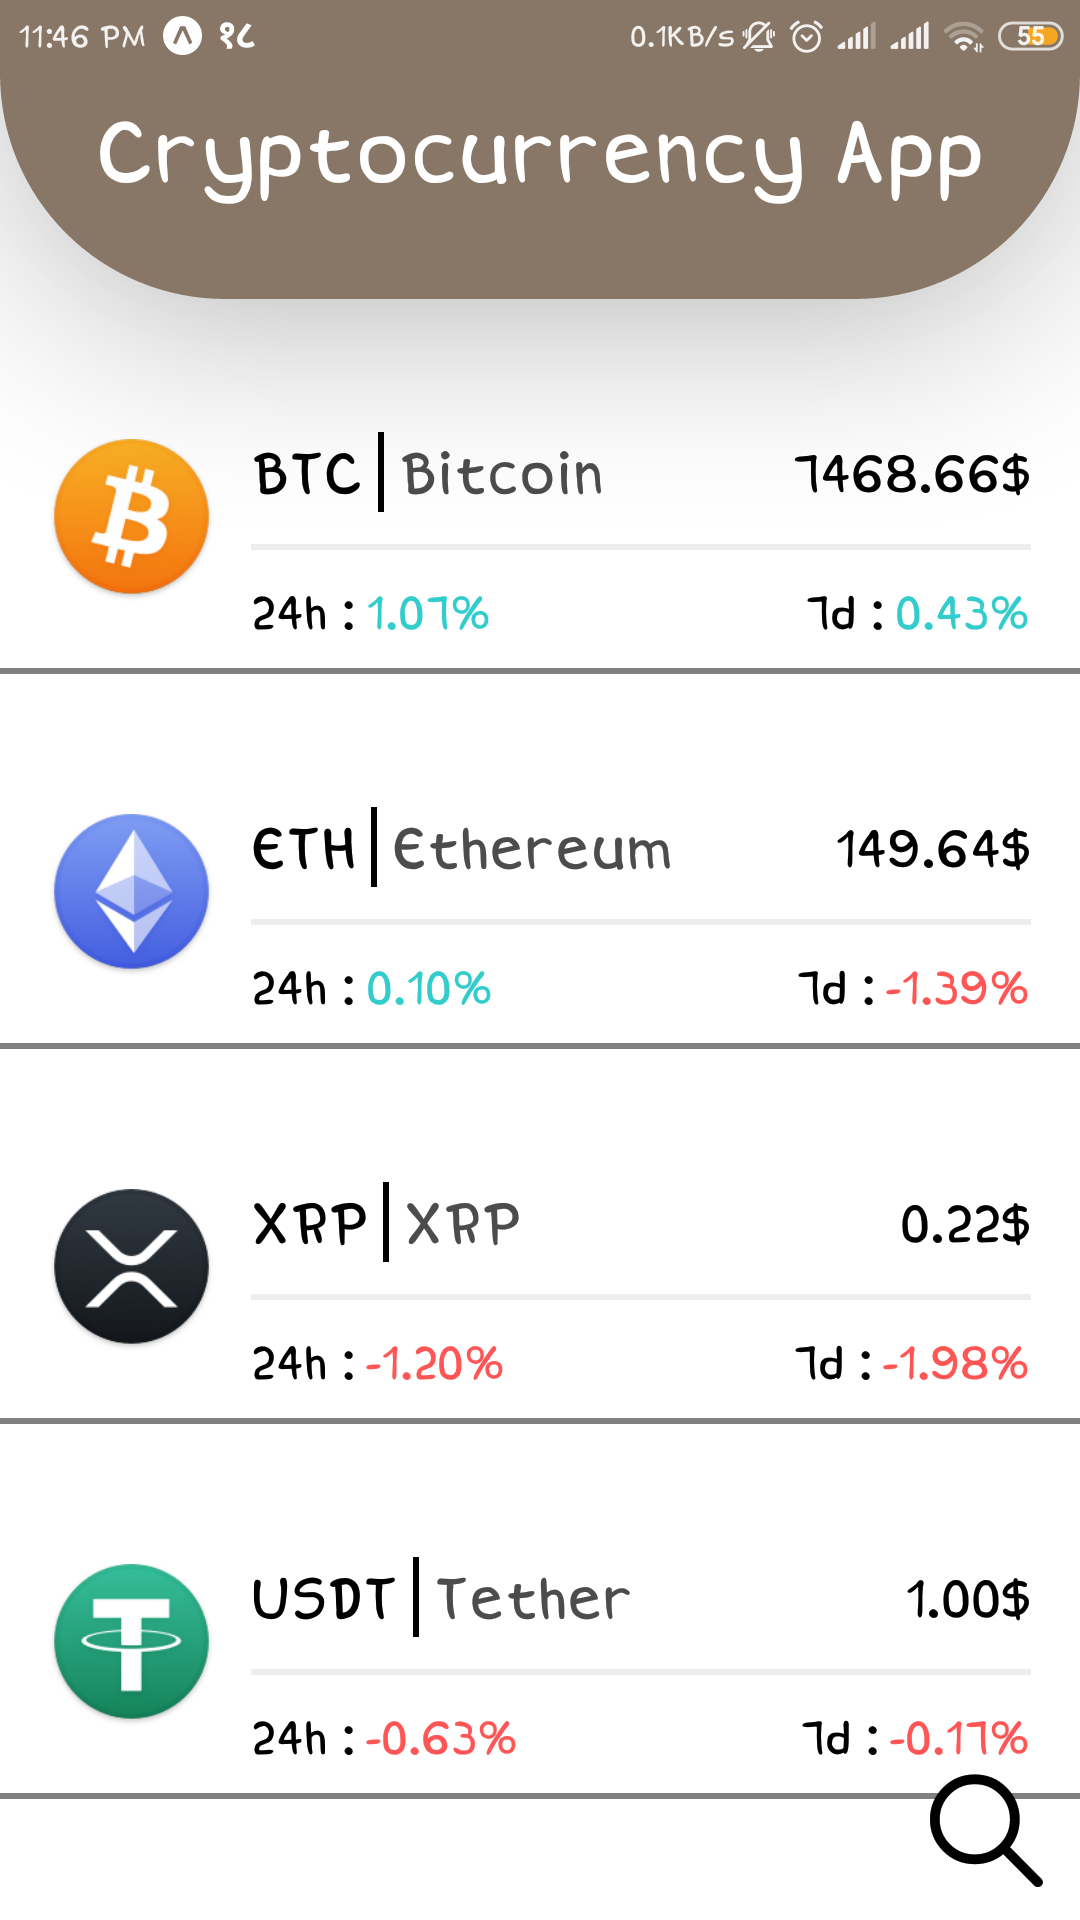 11:46 PM १८ 0.1KB/s 55
Cryptocurrency App
BTC | Bitcoin 7468.66$
24h : 1.07% 7d : 0.43%
ETH | Ethereum 149.64$
24h : 0.10% 7d : -1.39%
XRP | XRP 0.22$
24h : -1.20% 7d : -1.98%
USDT | Tether 1.00$
24h : -0.63% 7d : -0.17%